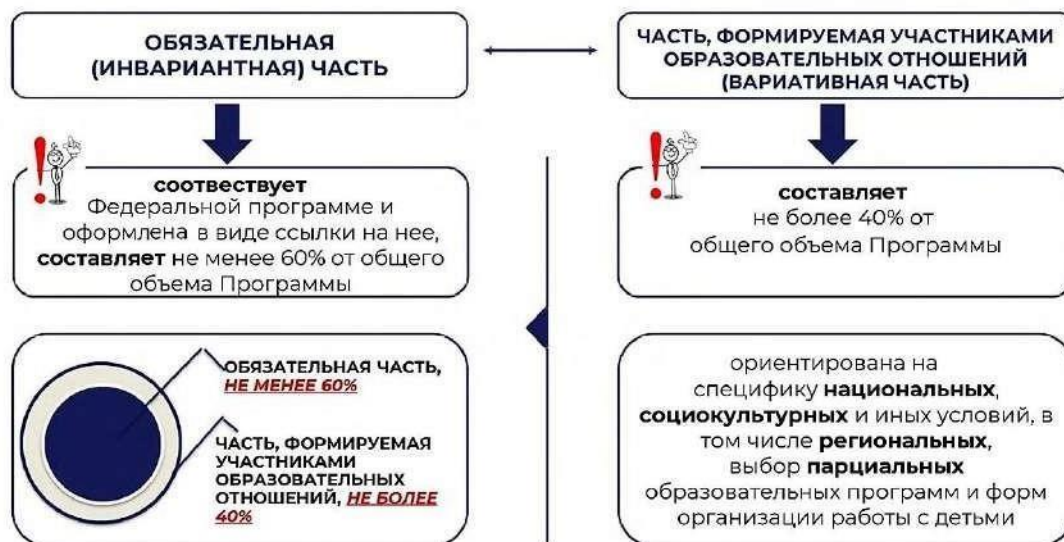 ОБЯЗАТЕЛЬНАЯ
(ИНВАРИАНТНАЯ) ЧАСТЬ
ЧАСТЬ, ФОРМИРУЕМАЯ УЧАСТНИКАМИ
ОБРАЗОВАТЕЛЬНЫХ ОТНОШЕНИЙ
(ВАРИАТИВНАЯ ЧАСТЬ)
соотвествует
Федеральной программе и
оформлена в виде ссылки на нее,
составляет не менее 60% от общего
объема Программы
составляет
не более 40% от
общего объема Программы
ОБЯЗАТЕЛЬНАЯ ЧАСТЬ,
НЕ МЕНЕЕ 60%
ЧАСТЬ, ФОРМИРУЕМАЯ
УЧАСТНИКАМИ
ОБРАЗОВАТЕЛЬНЫХ
ОТНОШЕНИЙ, НЕ БОЛЕЕ
40%
ориентирована на
специфику национальных,
социокультурных и иных условий, в
том числе региональных,
выбор парциальных
образовательных программ и форм
организации работы с детьми